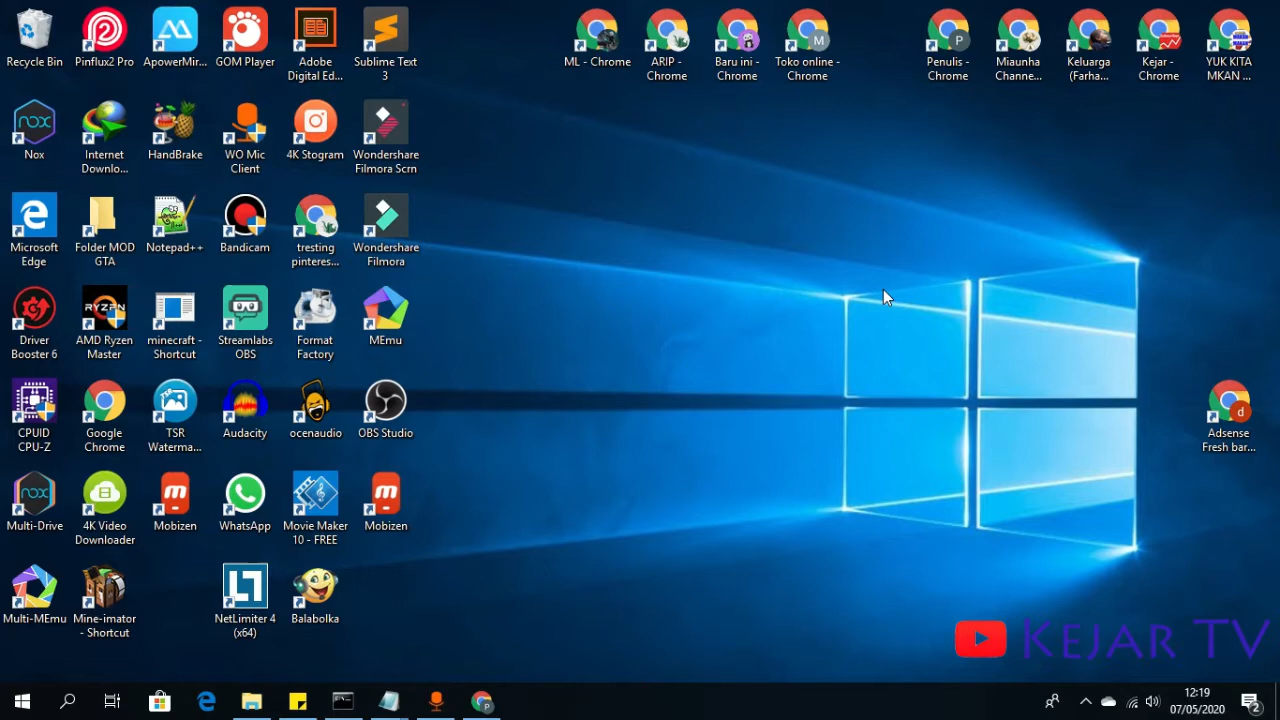 Recycle Bin
Pinflux2 Pro
ApowerMir...
GOM Player
Adobe
Digital Ed...
Sublime Text
3
ML - Chrome
ARIP -
Chrome
Baru ini -
Chrome
M
Toko online -
Chrome
P
Penulis -
Chrome
Miaunha
Channe...
Keluarga
(Farha...
Kejar -
Chrome
YUK KITA
MKAN ...
nox
Nox
Internet
Downlo...
HandBrake
WO Mic
Client
4K Stogram
Wondershare
Filmora Scrn
Microsoft
Edge
Folder MOD
GTA
Notepad++
Bandicam
tresting
pinteres...
Wondershare
Filmora
Driver
Booster 6
RYZEN
AMD Ryzen
Master
minecraft -
Shortcut
Streamlabs
OBS
Format
Factory
MEmu
CPUID
CPU-Z
Google
Chrome
TSR
Waterma...
Audacity
ocenaudio
OBS Studio
d
Adsense
Fresh bar...
nox
Multi-Drive
4K Video
Downloader
m
Mobizen
WhatsApp
Movie Maker
10 - FREE
m
Mobizen
Multi-MEmu
Mine-imator
- Shortcut
NetLimiter 4
(x64)
Balabolka
KEJAR TV
P
12:19
07/05/2020
2